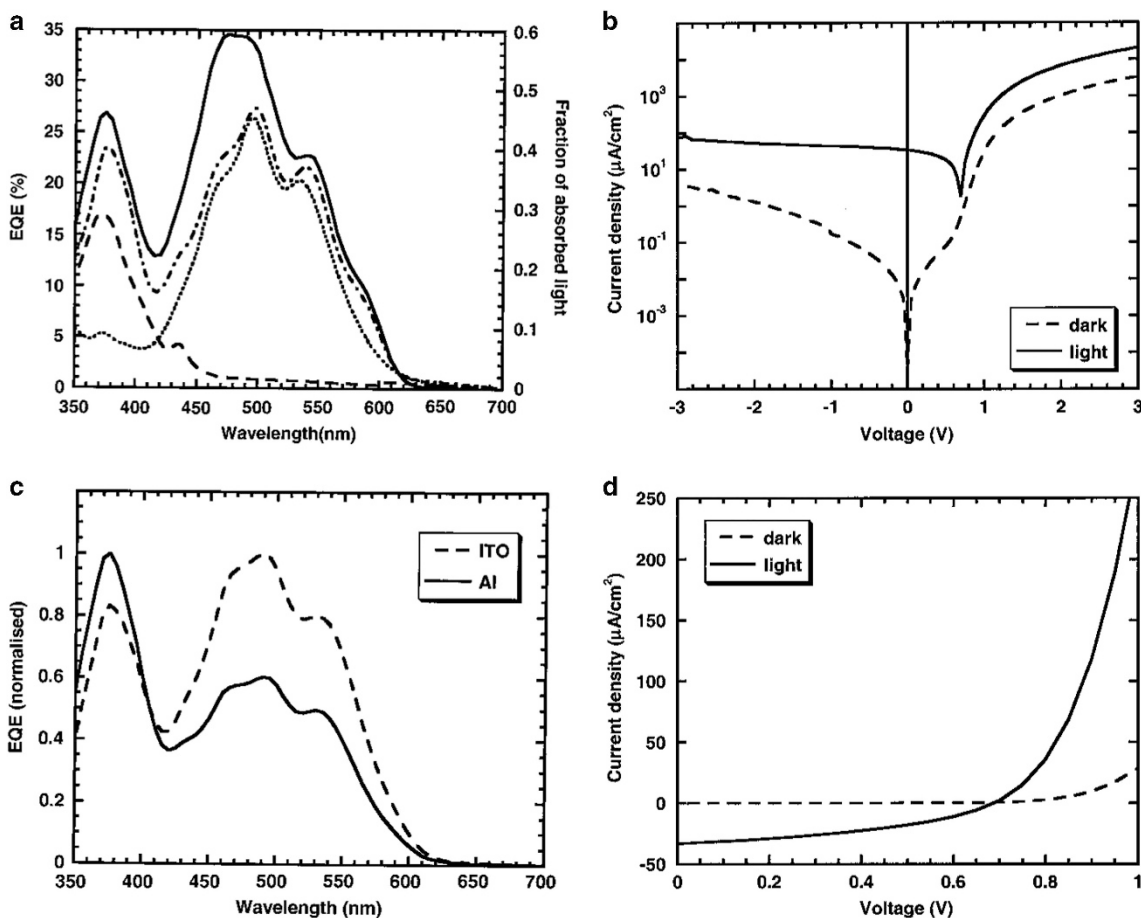 a
35
30
25
20
15
10
5
0
EQE (%)
0.6
0.5
0.4
0.3
0.2
0.1
0
Fraction of absorbed light
350 400 450 500 550 600 650 700
Wavelength(nm)
b
10³
10¹
10⁻¹
10⁻³
Current density (µA/cm²)
dark
light
-3 -2 -1 0 1 2 3
Voltage (V)
c
1
0.8
0.6
0.4
0.2
0
EQE (normalised)
ITO
Al
350 400 450 500 550 600 650 700
Wavelength (nm)
d
250
200
150
100
50
0
-50
Current density (µA/cm²)
dark
light
0 0.2 0.4 0.6 0.8 1
Voltage (V)